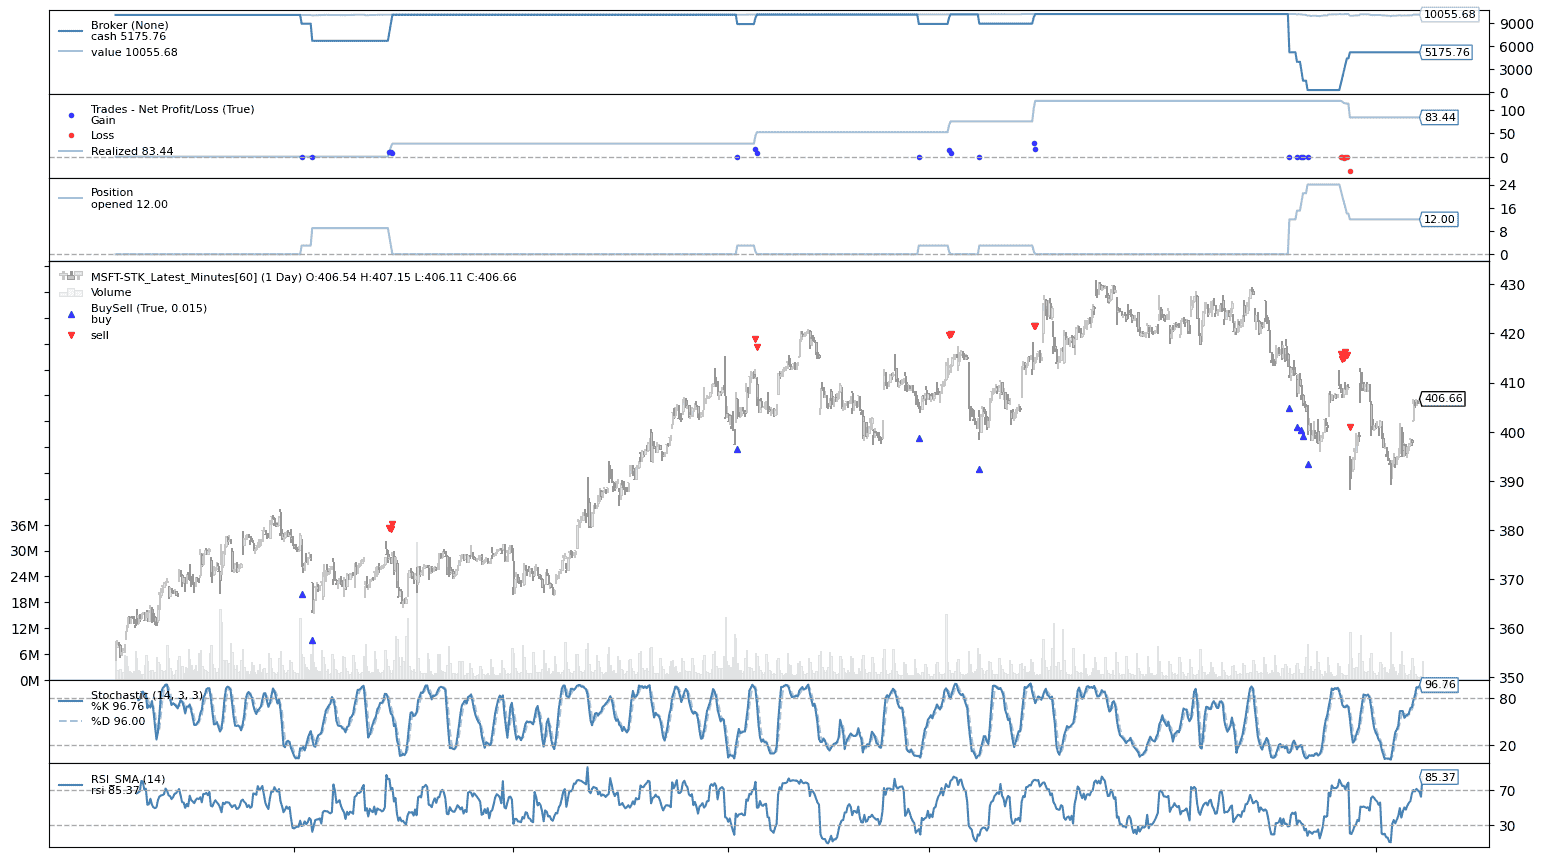 Broker (None)
cash 5175.76
value 10055.68
10055.68
9000
6000
5175.76
3000
0
Trades - Net Profit/Loss (True)
Gain
Loss
Realized 83.44
100
83.44
50
0
Position
opened 12.00
24
16
12.00
8
0
MSFT-STK_Latest_Minutes[60] (1 Day) O:406.54 H:407.15 L:406.11 C:406.66
Volume
BuySell (True, 0.015)
buy
sell
430
420
410
406.66
400
390
380
370
360
350
36M
30M
24M
18M
12M
6M
0M
Stochastic (14, 3, 3)
%K 96.76
%D 96.00
96.76
80
20
RSI_SMA (14)
rsi 85.37
85.37
70
30